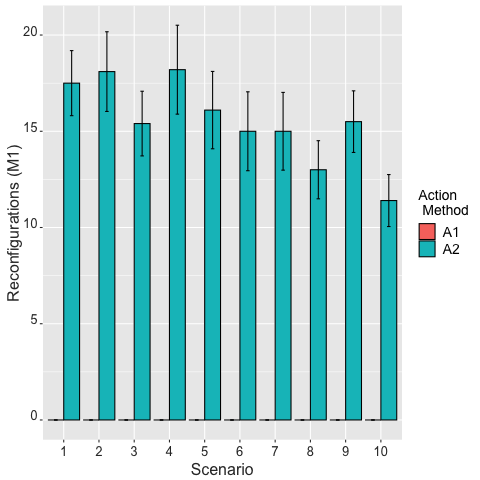 Reconfigurations (M1)
20
15
10
5
0
1 2 3 4 5 6 7 8 9 10
Scenario
Action
Method
A1
A2